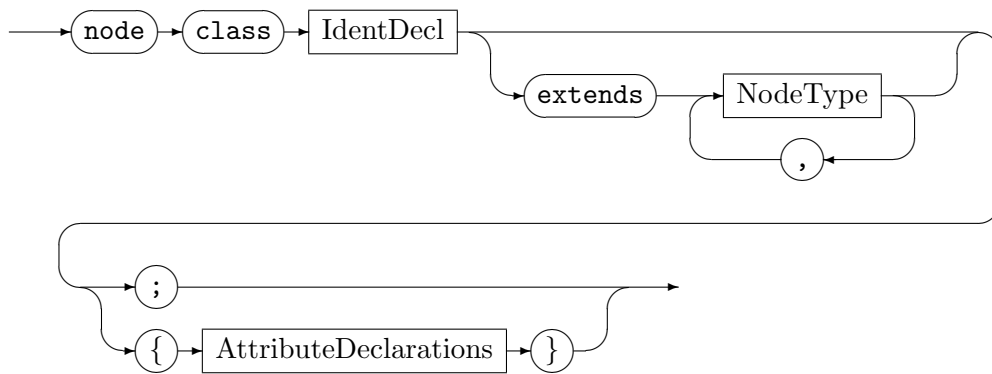 node class IdentDecl
extends NodeType
,
;
{ AttributeDeclarations }